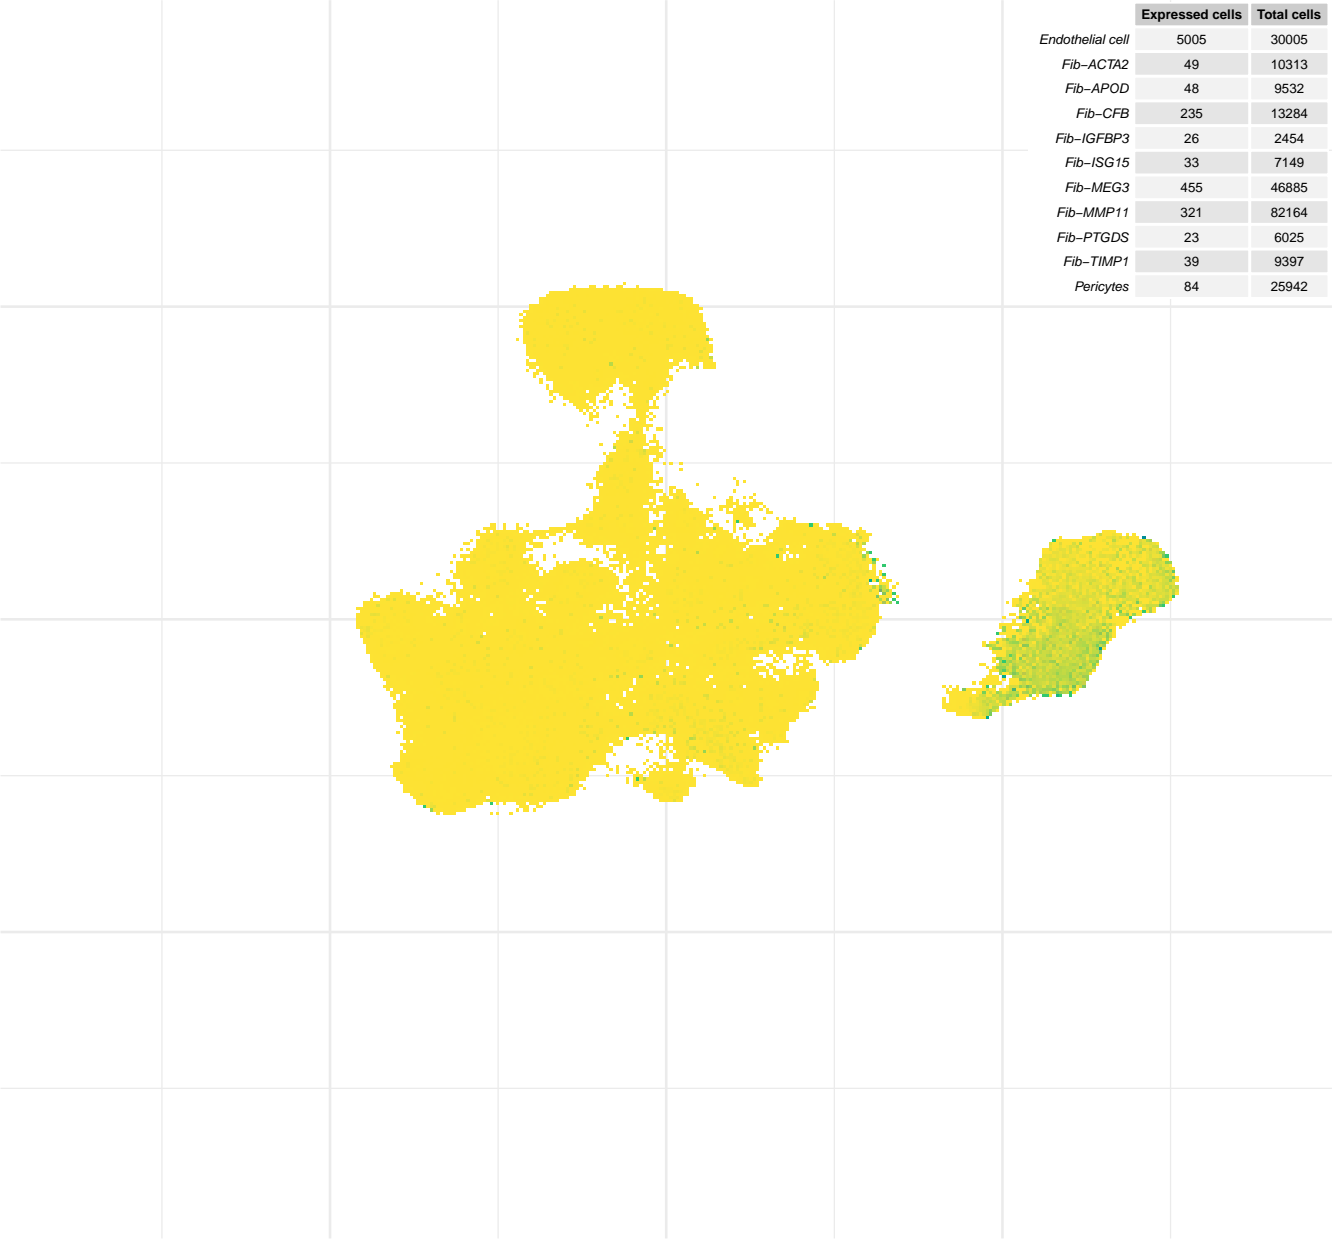 Expressed cells Total cells
Endothelial cell 5005 30005
Fib−ACTA2 49 10313
Fib−APOD 48 9532
Fib−CFB 235 13284
Fib−IGFBP3 26 2454
Fib−ISG15 33 7149
Fib−MEG3 455 46885
Fib−MMP11 321 82164
Fib−PTGDS 23 6025
Fib−TIMP1 39 9397
Pericytes 84 25942